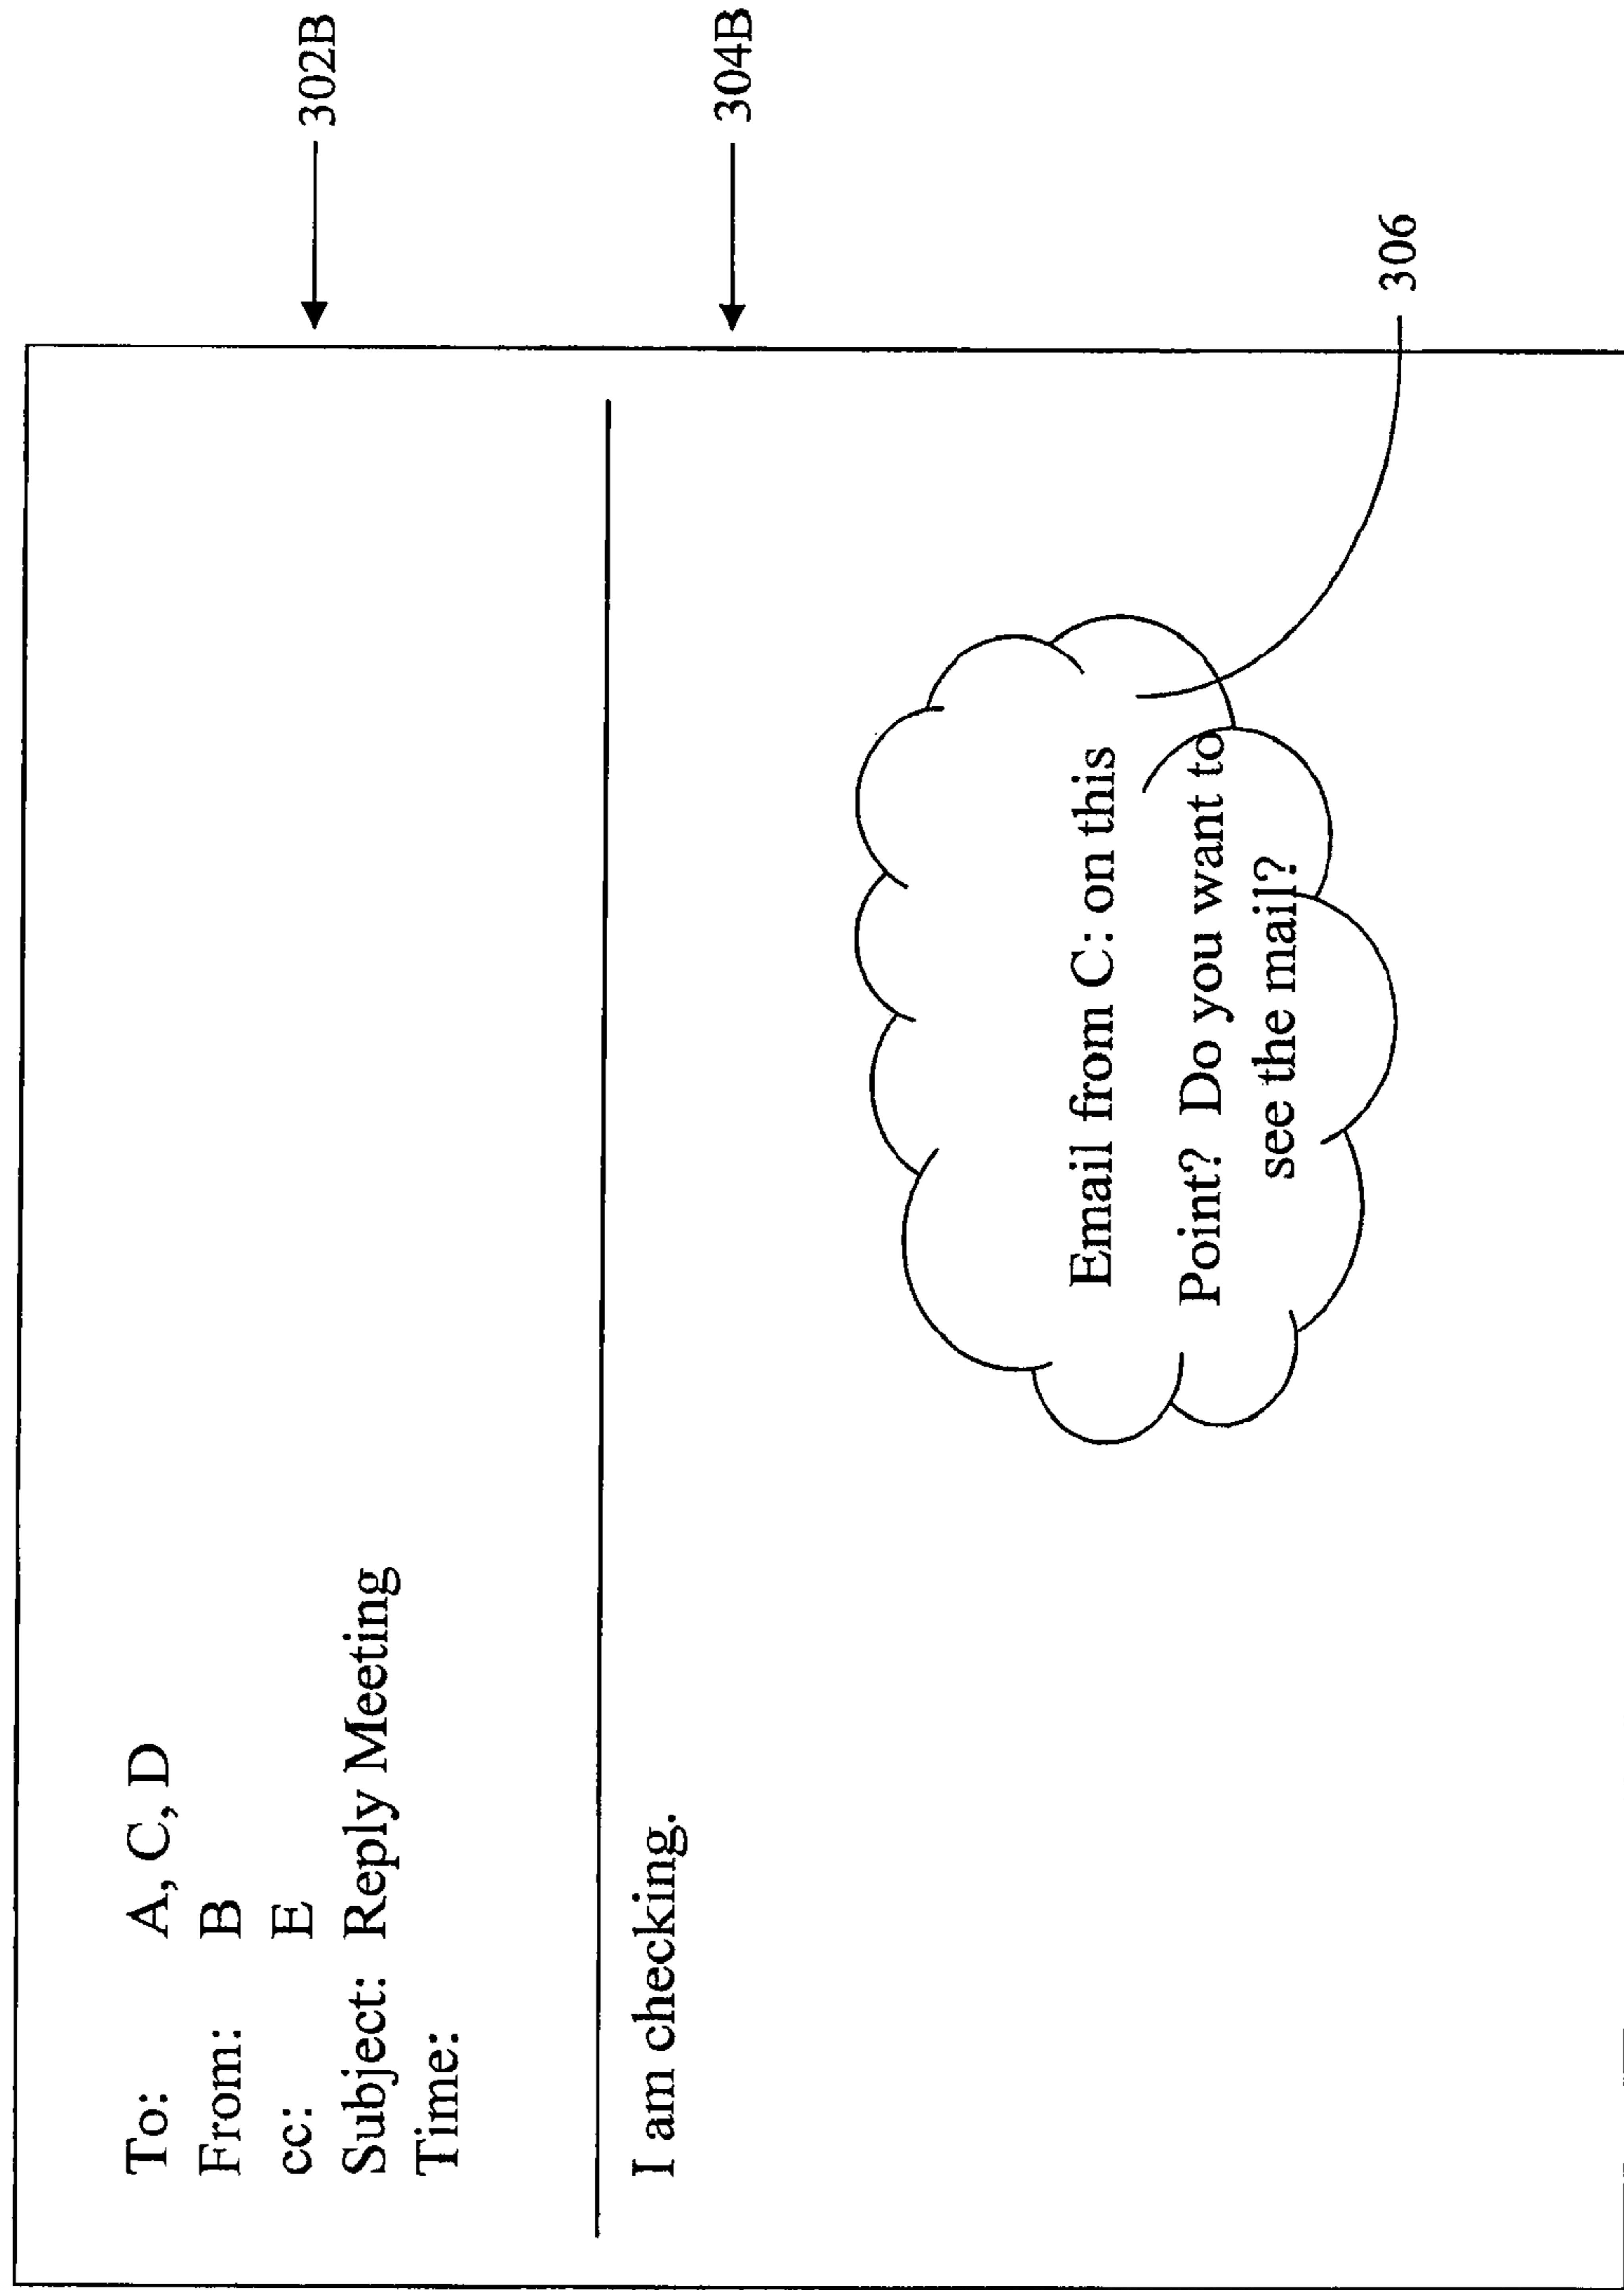 To: A, C, D
From: B
cc: E
Subject: Reply Meeting
Time:
302B
I am checking.
304B
Email from C: on this
Point? Do you want to
see the mail?
306